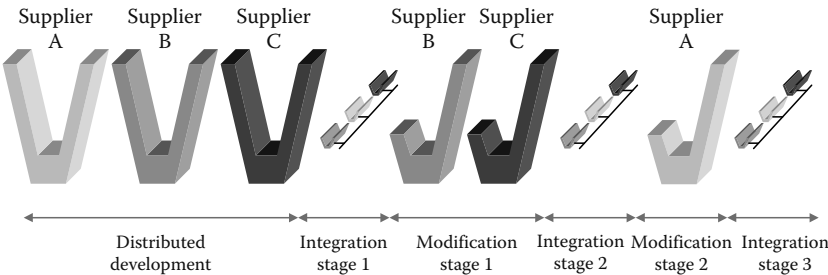 Supplier
A
Supplier
B
Supplier
C
Supplier
B
Supplier
C
Supplier
A
Distributed
development
Integration
stage 1
Modification
stage 1
Integration
stage 2
Modification
stage 2
Integration
stage 3